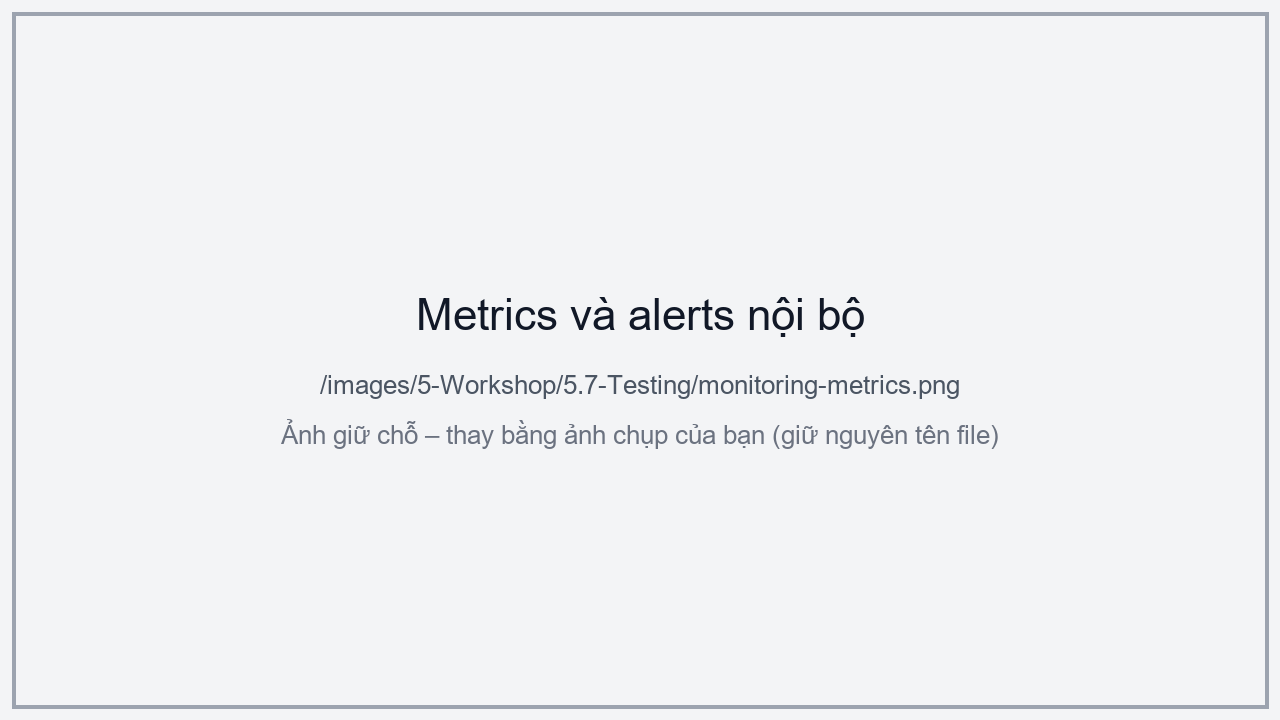 Metrics và alerts nội bộ
/images/5-Workshop/5.7-Testing/monitoring-metrics.png
Ảnh giữ chỗ – thay bằng ảnh chụp của bạn (giữ nguyên tên file)